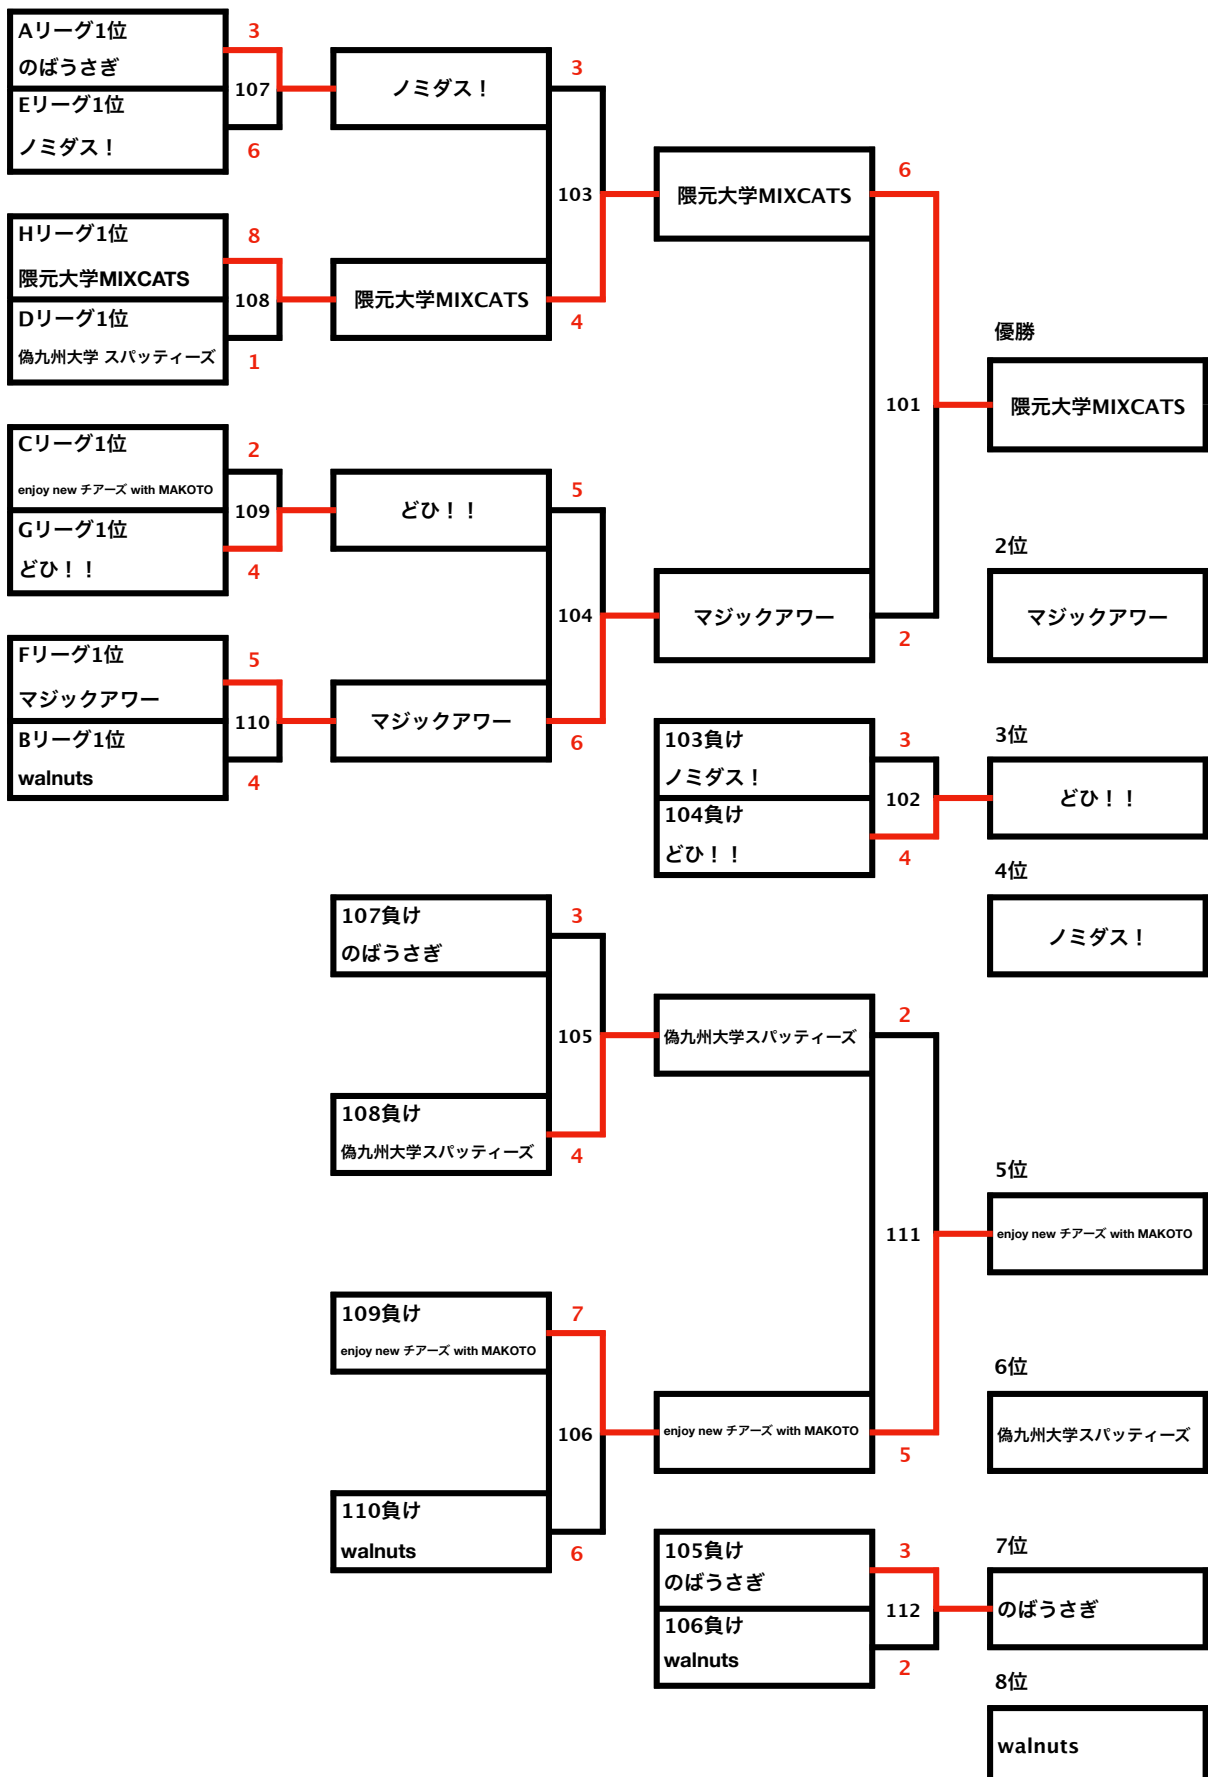 Aリーグ1位
のばうさぎ
3
107
Eリーグ1位
ノミダス！
6
ノミダス！
3
Hリーグ1位
隈元大学MIXCATS
8
108
Dリーグ1位
偽九州大学 スパッティーズ
1
隈元大学MIXCATS
4
103
隈元大学MIXCATS
6
Cリーグ1位
enjoy new チアーズ with MAKOTO
2
109
Gリーグ1位
どひ！！
4
どひ！！
5
Fリーグ1位
マジックアワー
5
110
Bリーグ1位
walnuts
4
マジックアワー
6
104
マジックアワー
2
101
優勝
隈元大学MIXCATS
2位
マジックアワー
103負け
ノミダス！
3
102
104負け
どひ！！
4
3位
どひ！！
4位
ノミダス！
107負け
のばうさぎ
3
105
108負け
偽九州大学スパッティーズ
4
偽九州大学スパッティーズ
2
109負け
enjoy new チアーズ with MAKOTO
7
106
110負け
walnuts
6
enjoy new チアーズ with MAKOTO
5
111
5位
enjoy new チアーズ with MAKOTO
6位
偽九州大学スパッティーズ
105負け
のばうさぎ
3
112
106負け
walnuts
2
7位
のばうさぎ
8位
walnuts